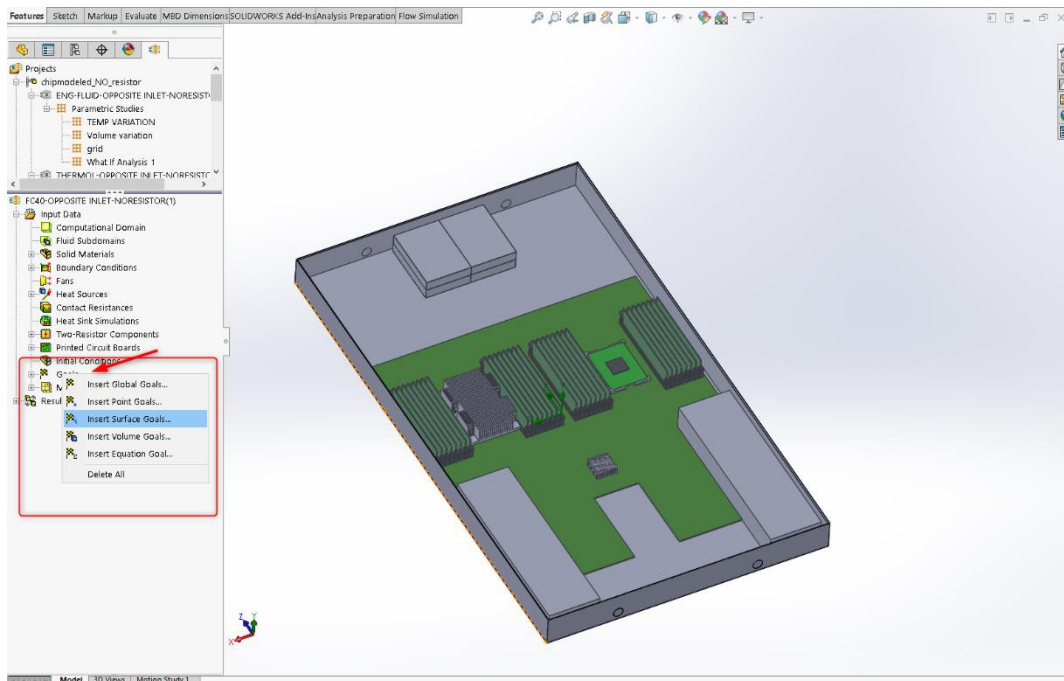 Features Sketch Markup Evaluate MBD Dimensions SOLIDWORKS Add-Ins Analysis Preparation Flow Simulation
Projects
chipmodeled_NO_resistor
ENG-FLUID-OPPOSITE INLET-NORESIST
Parametric Studies
TEMP VARIATION
Volume variation
grid
What If Analysis 1
THERMOL-OPPOSITE INLET-NORESISTC
FC40-OPPOSITE INLET-NORESISTOR(1)
Input Data
Computational Domain
Fluid Subdomains
Solid Materials
Boundary Conditions
Fans
Heat Sources
Contact Resistances
Heat Sink Simulations
Two-Resistor Components
Printed Circuit Boards
Initial Conditions
Goals
Insert Global Goals...
M
Insert Point Goals...
Resul
Insert Surface Goals...
Insert Volume Goals...
Insert Equation Goal...
Delete All
Z Y
X
Model 3D Views Motion Study 1